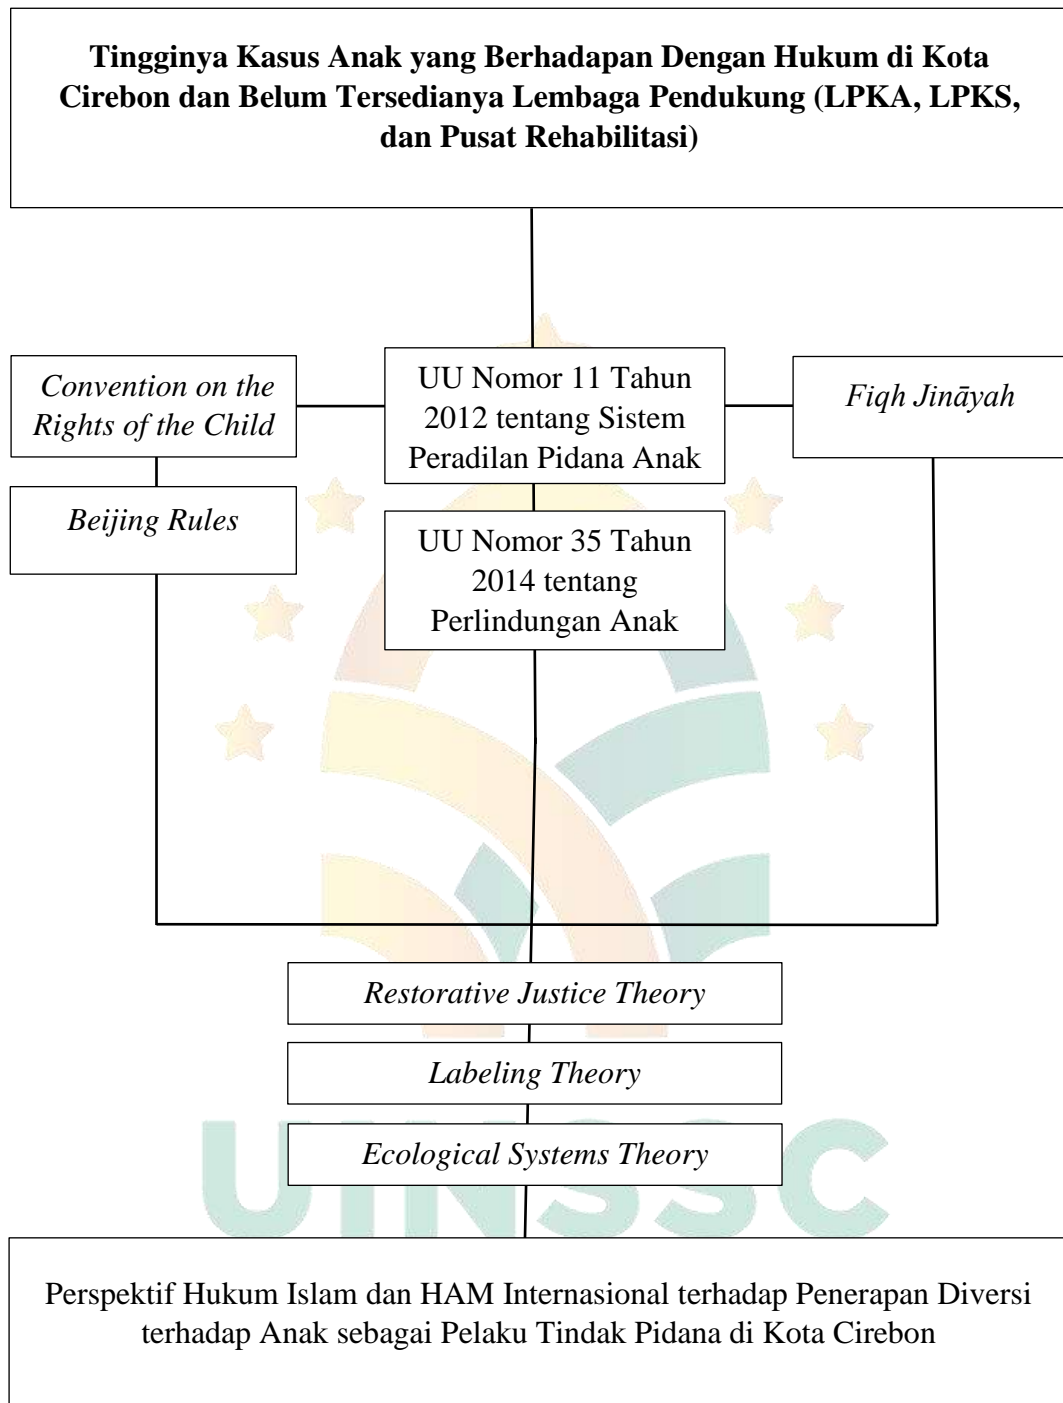 Tingginya Kasus Anak yang Berhadapan Dengan Hukum di Kota
Cirebon dan Belum Tersedianya Lembaga Pendukung (LPKA, LPKS,
dan Pusat Rehabilitasi)
Convention on the
Rights of the Child
UU Nomor 11 Tahun
2012 tentang Sistem
Peradilan Pidana Anak
Fiqh Jināyah
Beijing Rules
UU Nomor 35 Tahun
2014 tentang
Perlindungan Anak
Restorative Justice Theory
Labeling Theory
Ecological Systems Theory
UINSSC
Perspektif Hukum Islam dan HAM Internasional terhadap Penerapan Diversi
terhadap Anak sebagai Pelaku Tindak Pidana di Kota Cirebon